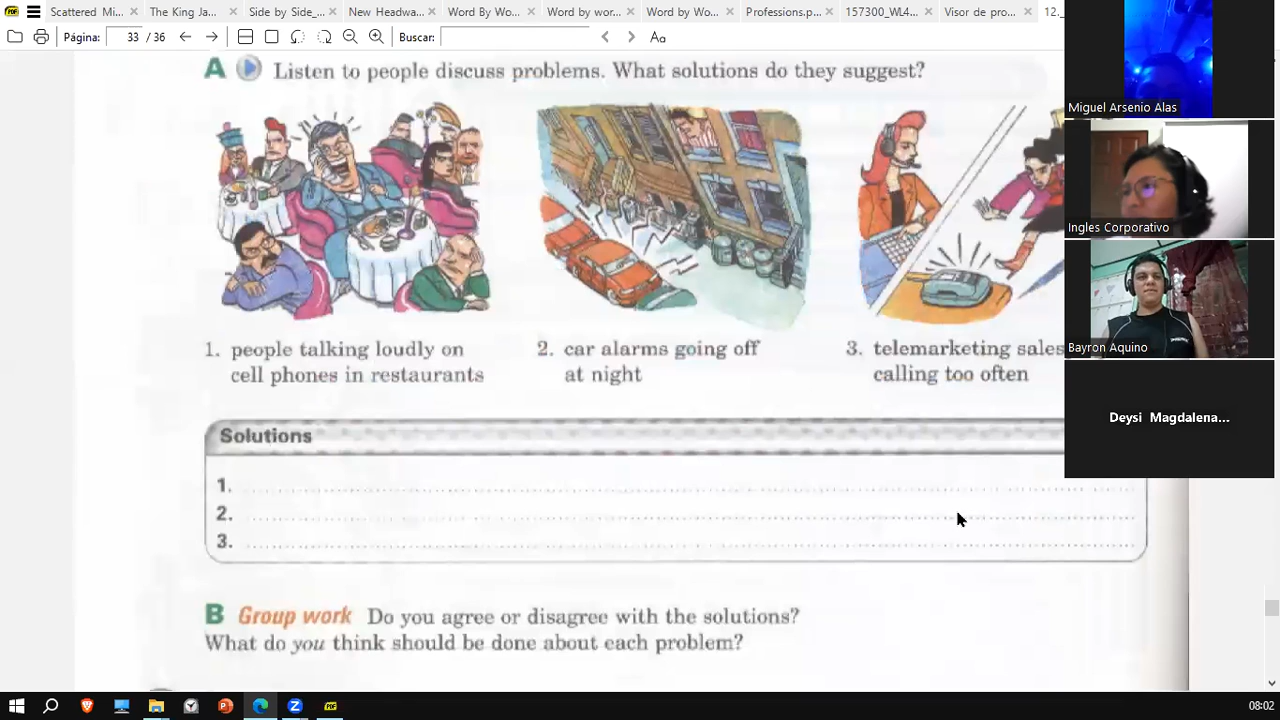 Scattered Mi...
The King Ja...
Side by Side_...
New Headwa...
Word By Wo...
Word by wor...
Word by Wo...
Professions.p...
157300_WL4...
Visor de pro...
12._
Página: 33 / 36
Buscar:
Aa
A Listen to people discuss problems. What solutions do they suggest?
1. people talking loudly on
cell phones in restaurants
2. car alarms going off
at night
3. telemarketing sales
calling too often
Solutions
1.
2.
3.
B Group work Do you agree or disagree with the solutions?
What do you think should be done about each problem?
Miguel Arsenio Alas
Ingles Corporativo
Bayron Aquino
Deysi Magdalena...
08:02